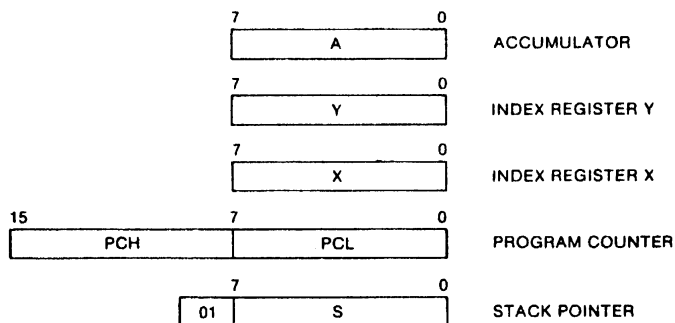 7 0
A ACCUMULATOR
7 0
Y INDEX REGISTER Y
7 0
X INDEX REGISTER X
15 7 0
PCH PCL PROGRAM COUNTER
7 0
01 S STACK POINTER